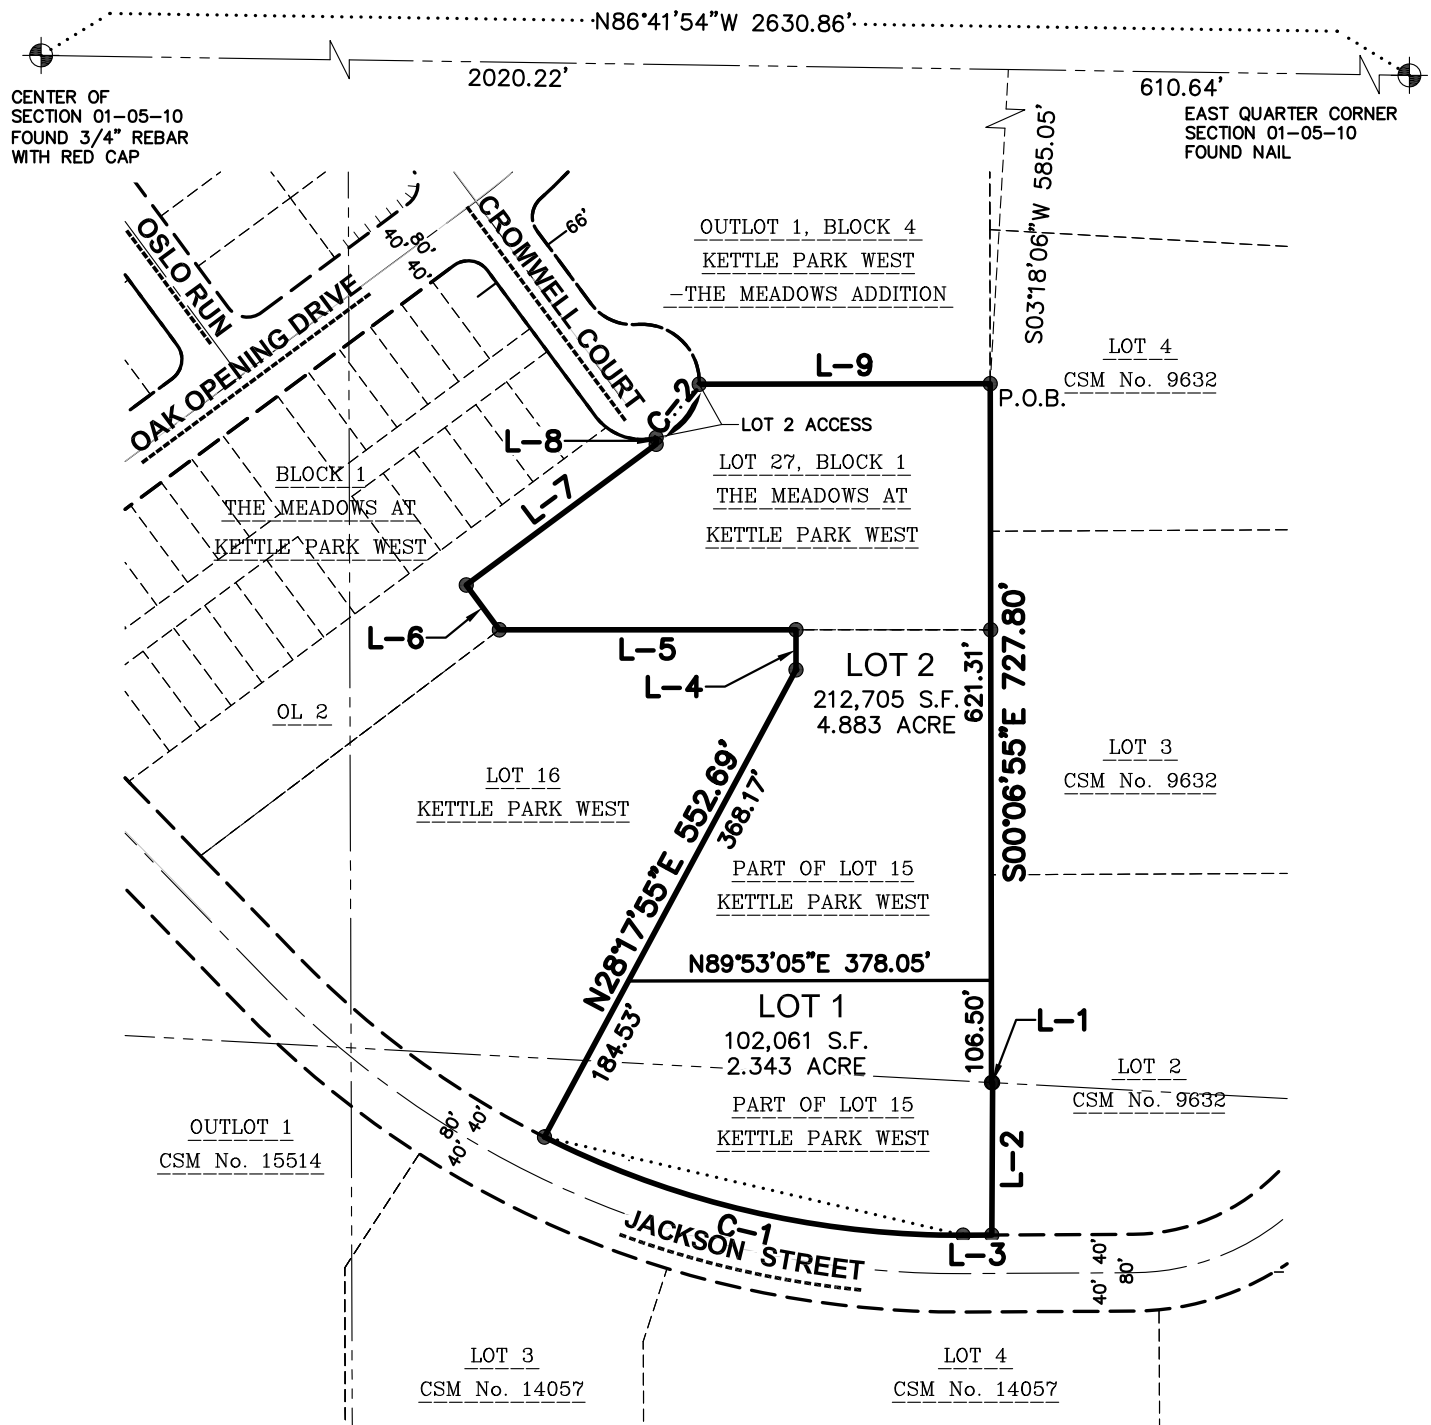 N86°41'54"W 2630.86'
2020.22'
610.64'
CENTER OF
SECTION 01-05-10
FOUND 3/4" REBAR
WITH RED CAP
EAST QUARTER CORNER
SECTION 01-05-10
FOUND NAIL
S03°18'06"W 585.05'
OSLO RUN
OAK OPENING DRIVE
40'
80'
40'
CROMWELL COURT
66'
OUTLOT 1, BLOCK 4
KETTLE PARK WEST
-THE MEADOWS ADDITION
LOT 4
CSM No. 9632
L-9
P.O.B.
C-2
LOT 2 ACCESS
L-8
L-7
BLOCK 1
THE MEADOWS AT
KETTLE PARK WEST
LOT 27, BLOCK 1
THE MEADOWS AT
KETTLE PARK WEST
L-6
L-5
L-4
LOT 2
212,705 S.F.
4.883 ACRE
621.31'
S00°06'55"E 727.80'
OL 2
LOT 16
KETTLE PARK WEST
N28°17'55"E 552.69'
368.17'
LOT 3
CSM No. 9632
PART OF LOT 15
KETTLE PARK WEST
N89°53'05"E 378.05'
LOT 1
102,061 S.F.
2.343 ACRE
184.53'
106.50'
L-1
LOT 2
CSM No. 9632
PART OF LOT 15
KETTLE PARK WEST
OUTLOT 1
CSM No. 15514
80'
40'
40'
L-2
C-1
JACKSON STREET
L-3
40'
40'
80'
LOT 3
CSM No. 14057
LOT 4
CSM No. 14057